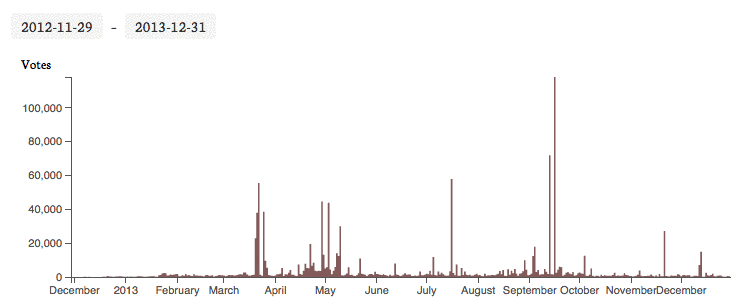 2012-11-29 - 2013-12-31
Votes
100,000
80,000
60,000
40,000
20,000
0
December 2013 February March April May June July August September October November December